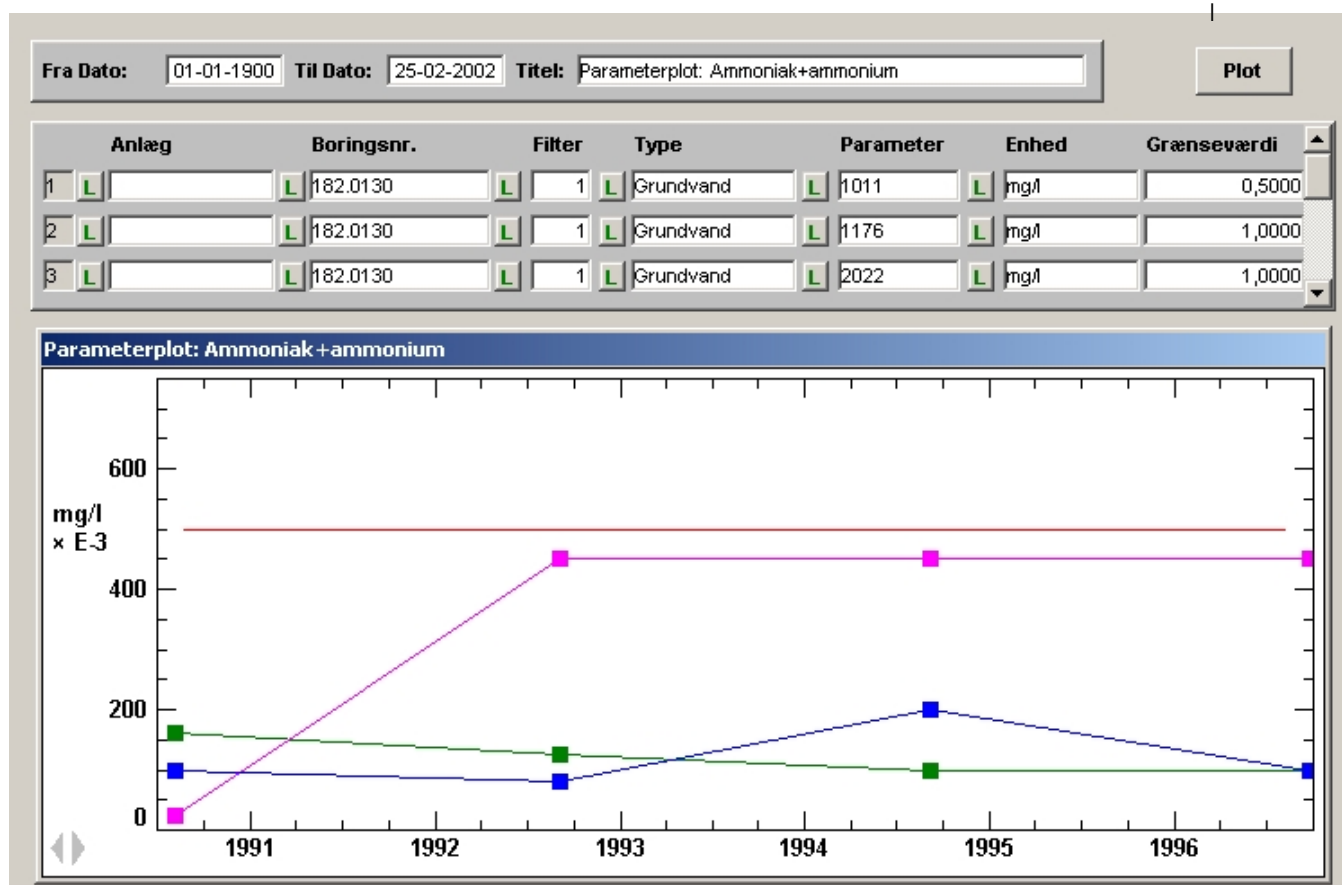 Fra Dato: 01-01-1900 Til Dato: 25-02-2002 Titel: Parameterplot: Ammoniak+ammonium Plot
Anlæg Boringsnr. Filter Type Parameter Enhed Grænseværdi
1 L L 182.0130 L 1 L Grundvand L 1011 L mg/l 0,5000
2 L L 182.0130 L 1 L Grundvand L 1176 L mg/l 1,0000
3 L L 182.0130 L 1 L Grundvand L 2022 L mg/l 1,0000
Parameterplot: Ammoniak+ammonium
600
mg/l
× E-3
400
200
0
1991 1992 1993 1994 1995 1996